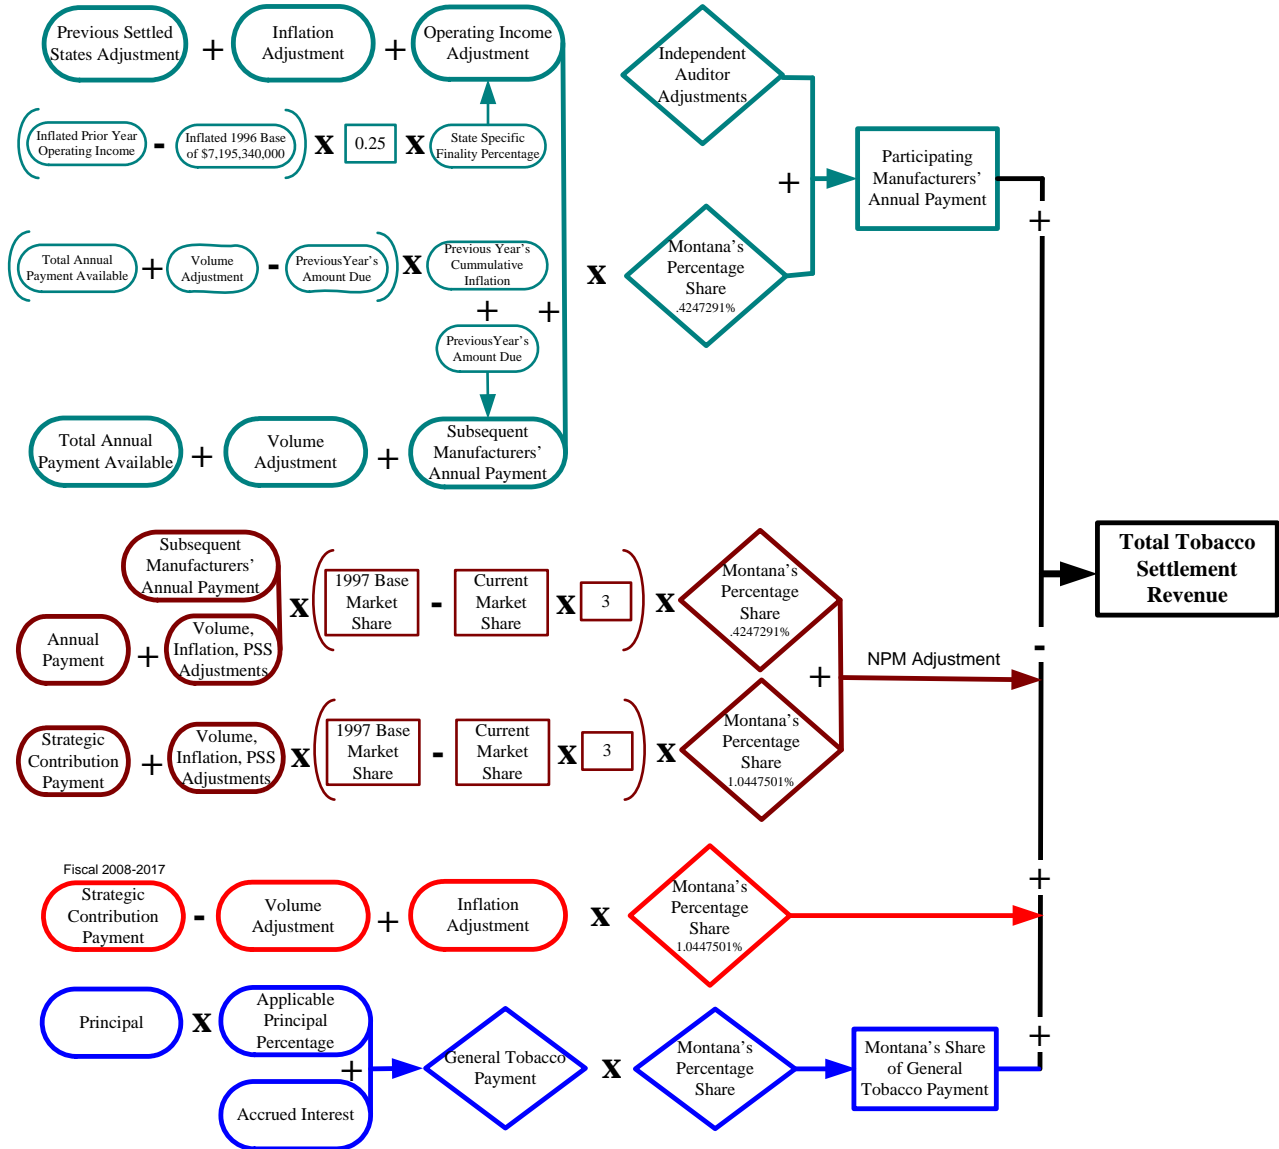 Previous Settled
States Adjustment
+
Inflation
Adjustment
+
Operating Income
Adjustment
Independent
Auditor
Adjustments
Inflated Prior Year
Operating Income
-
Inflated 1996 Base
of $7,195,340,000
X
0.25
X
State Specific
Finality Percentage
+
Participating
Manufacturers'
Annual Payment
+
Total Annual
Payment Available
+
Volume
Adjustment
-
PreviousYear's
Amount Due
X
Previous Year's
Cummulative
Inflation
+
+
X
Montana's
Percentage
Share
.4247291%
PreviousYear's
Amount Due
Total Annual
Payment Available
+
Volume
Adjustment
+
Subsequent
Manufacturers'
Annual Payment
Subsequent
Manufacturers'
Annual Payment
Annual
Payment
+
Volume,
Inflation, PSS
Adjustments
X
1997 Base
Market
Share
-
Current
Market
Share
X
3
X
Montana's
Percentage
Share
.4247291%
+
NPM Adjustment
-
Total Tobacco
Settlement
Revenue
Strategic
Contribution
Payment
+
Volume,
Inflation, PSS
Adjustments
X
1997 Base
Market
Share
-
Current
Market
Share
X
3
X
Montana's
Percentage
Share
1.0447501%
Fiscal 2008-2017
Strategic
Contribution
Payment
-
Volume
Adjustment
+
Inflation
Adjustment
X
Montana's
Percentage
Share
1.0447501%
+
Principal
X
Applicable
Principal
Percentage
+
Accrued Interest
General Tobacco
Payment
X
Montana's
Percentage
Share
Montana's Share
of General
Tobacco Payment
+